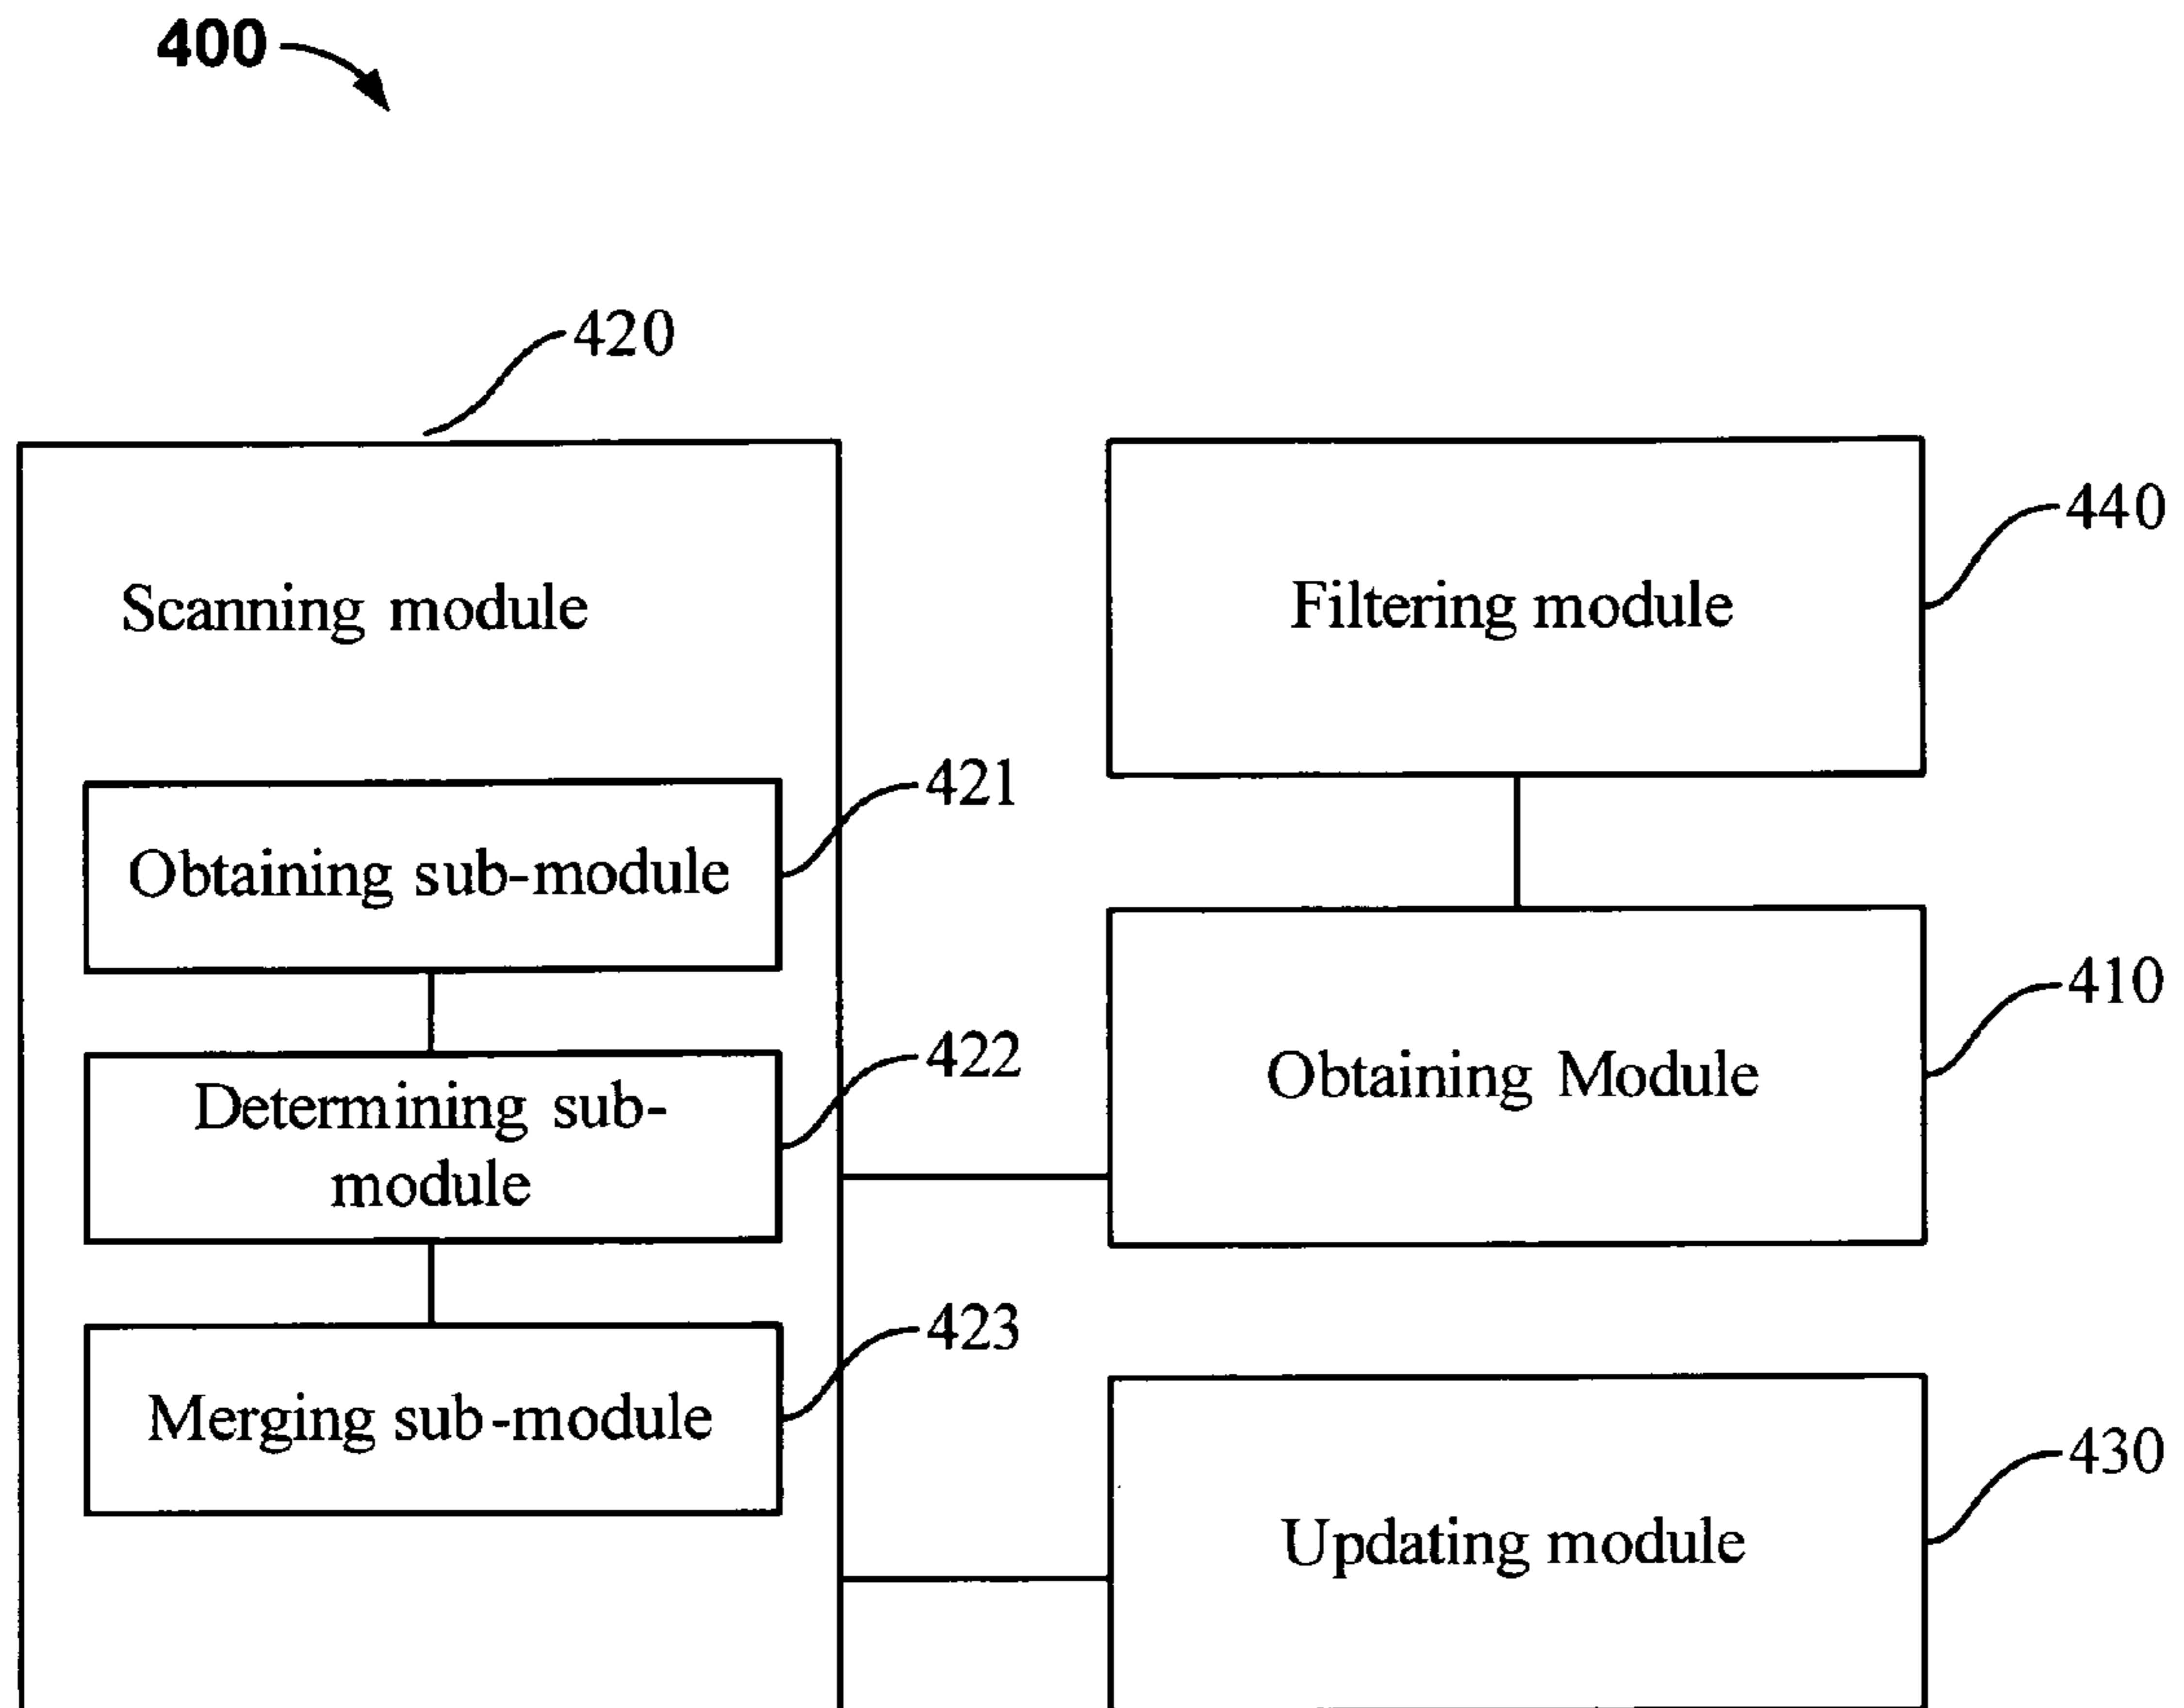 400
420
Scanning module
Filtering module
440
421
Obtaining sub-module
410
Obtaining Module
422
Determining sub-
module
423
Merging sub-module
430
Updating module